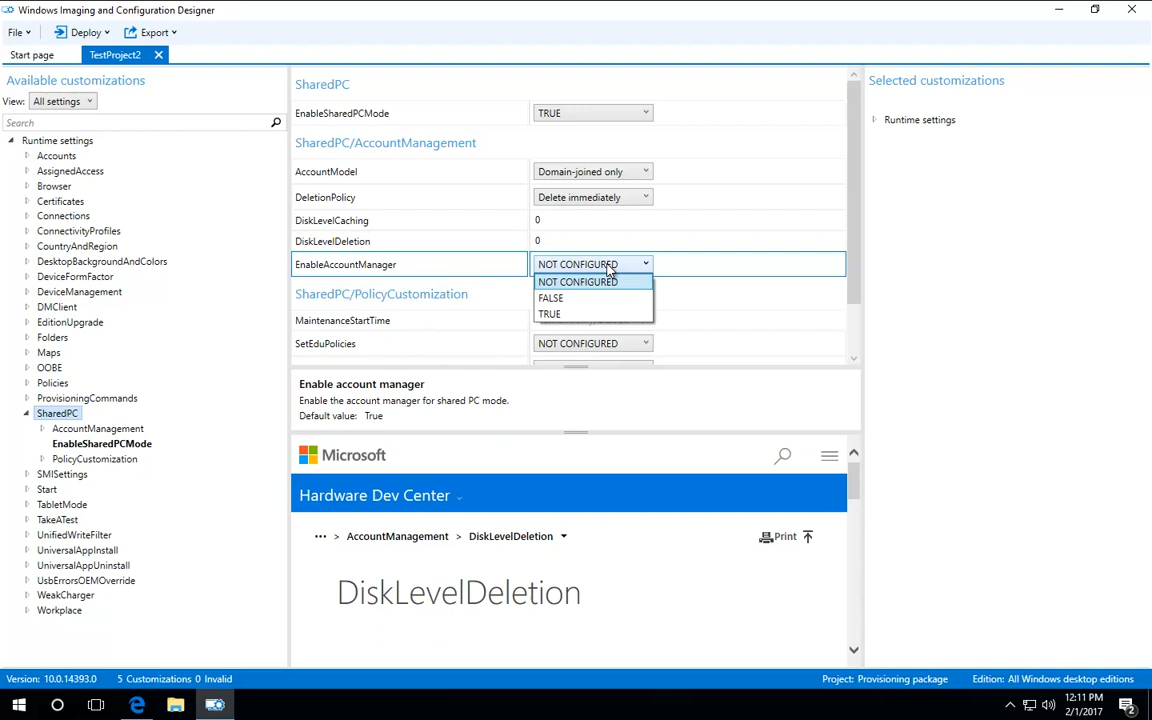 Windows Imaging and Configuration Designer
File Deploy Export
Start page TestProject2
Available customizations
View: All settings
Search
Runtime settings
Accounts
AssignedAccess
Browser
Certificates
Connections
ConnectivityProfiles
CountryAndRegion
DesktopBackgroundAndColors
DeviceFormFactor
DeviceManagement
DMClient
EditionUpgrade
Folders
Maps
OOBE
Policies
ProvisioningCommands
SharedPC
AccountManagement
EnableSharedPCMode
PolicyCustomization
SMISettings
Start
TabletMode
TakeATest
UnifiedWriteFilter
UniversalAppInstall
UniversalAppUninstall
UsbErrorsOEMOverride
WeakCharger
Workplace
SharedPC
EnableSharedPCMode TRUE
SharedPC/AccountManagement
AccountModel Domain-joined only
DeletionPolicy Delete immediately
DiskLevelCaching 0
DiskLevelDeletion 0
EnableAccountManager NOT CONFIGURED
NOT CONFIGURED
FALSE
TRUE
SharedPC/PolicyCustomization
MaintenanceStartTime
SetEduPolicies NOT CONFIGURED
Enable account manager
Enable the account manager for shared PC mode.
Default value: True
Microsoft
Hardware Dev Center
... > AccountManagement > DiskLevelDeletion Print
DiskLevelDeletion
Selected customizations
Runtime settings
Version: 10.0.14393.0 5 Customizations 0 Invalid Project: Provisioning package Edition: All Windows desktop editions
12:11 PM
2/1/2017
2